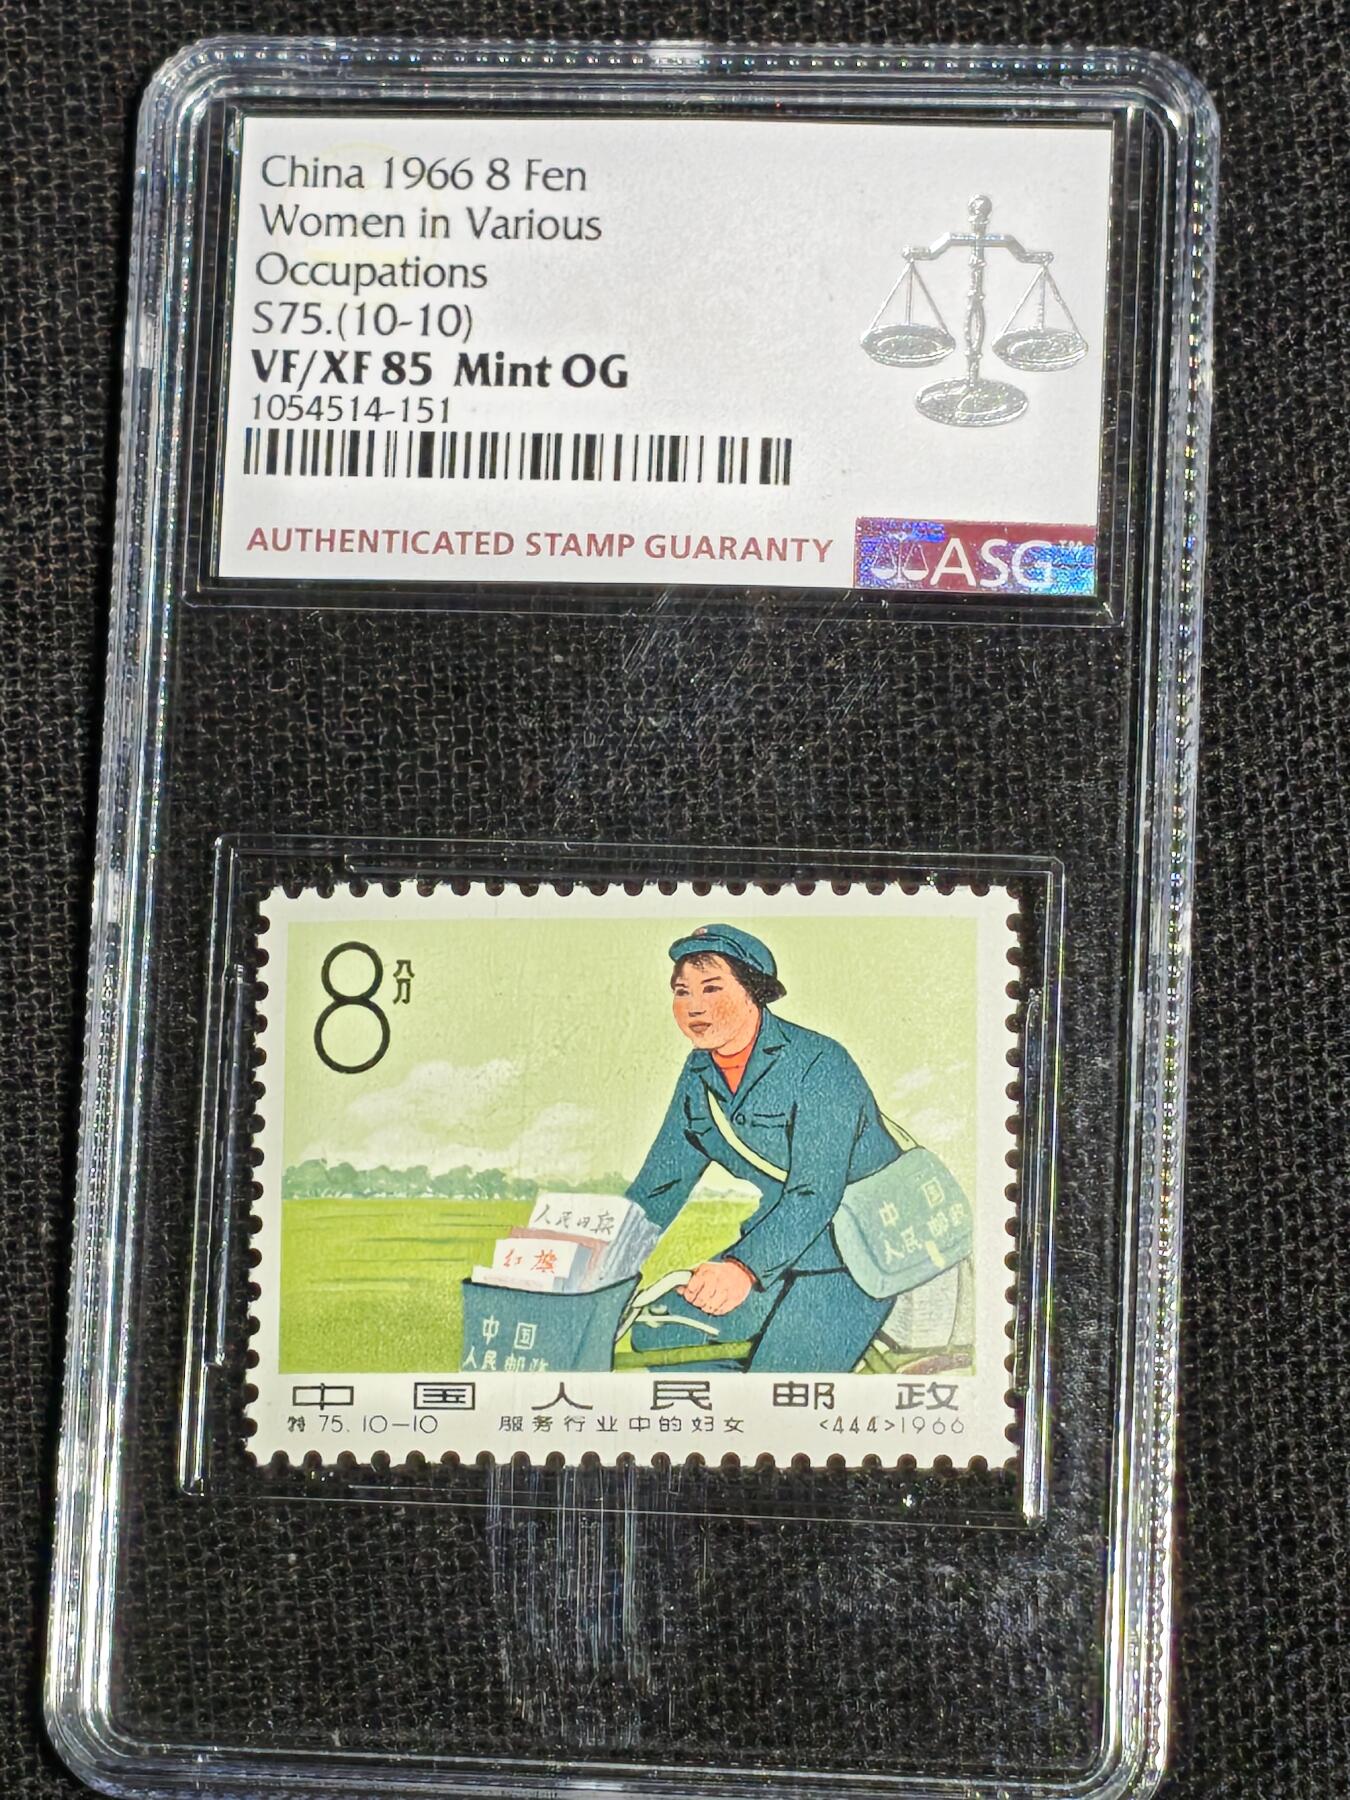 China 1966 8 Fen
Women in Various
Occupations
S75.(10-10)
VF/XF 85 Mint OG
1054514-151
AUTHENTICATED STAMP GUARANTY
ASG™
8 八分
人民日报
红旗
中国
人民邮政
中国
人民邮政
中国人民邮政
特 75. 10-10 服务行业中的妇女 <444>1966